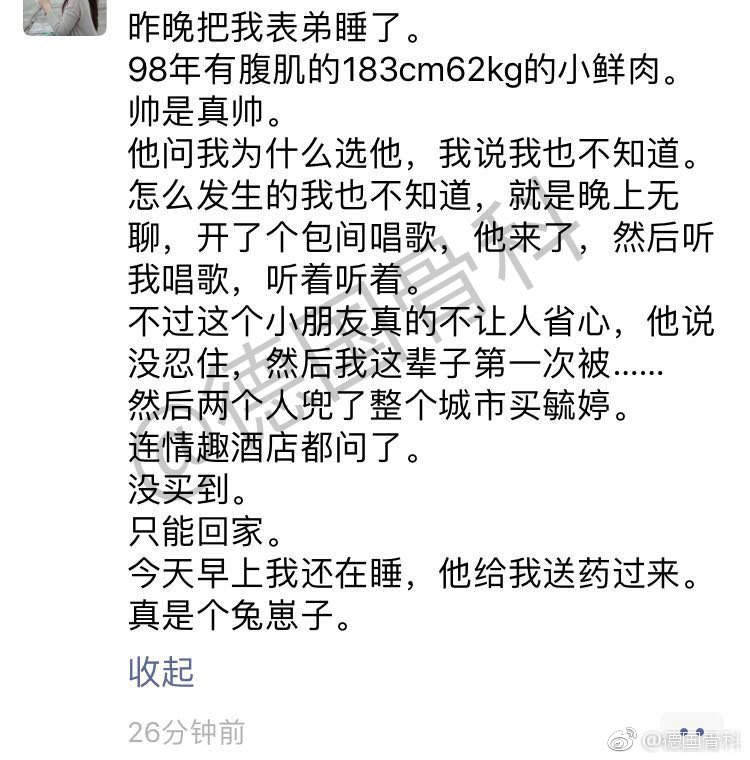 昨晚把我表弟睡了。
98年有腹肌的183cm62kg的小鲜肉。
帅是真帅。
他问我为什么选他，我说我也不知道。
怎么发生的我也不知道，就是晚上无
聊，开了个包间唱歌，他来了，然后听
我唱歌，听着听着。
不过这个小朋友真的不让人省心，他说
没忍住，然后我这辈子第一次被......
然后两个人兜了整个城市买毓婷。
连情趣酒店都问了。
没买到。
只能回家。
今天早上我还在睡，他给我送药过来。
真是个兔崽子。
收起
26分钟前
@德国骨科
@德国骨科